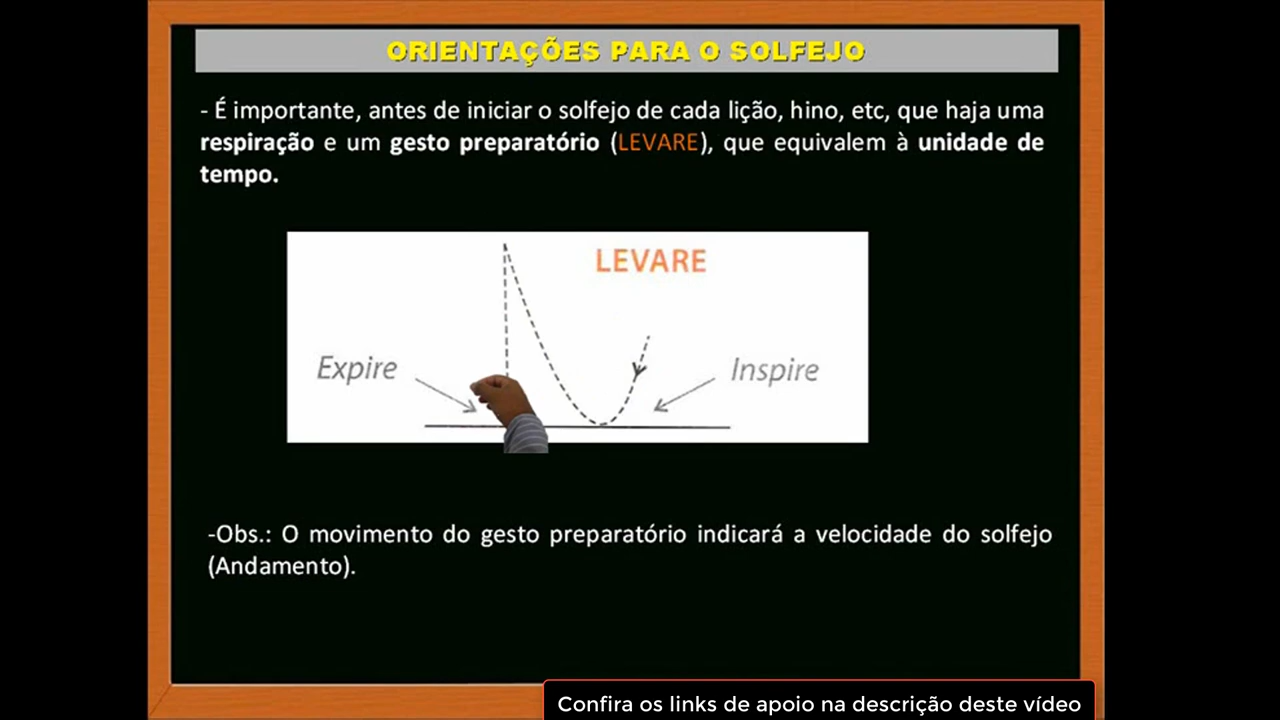 ORIENTAÇÕES PARA O SOLFEJO
- É importante, antes de iniciar o solfejo de cada lição, hino, etc, que haja uma
respiração e um gesto preparatório (LEVARE), que equivalem à unidade de
tempo.
LEVARE
Expire
Inspire
-Obs.: O movimento do gesto preparatório indicará a velocidade do solfejo
(Andamento).
Confira os links de apoio na descrição deste vídeo